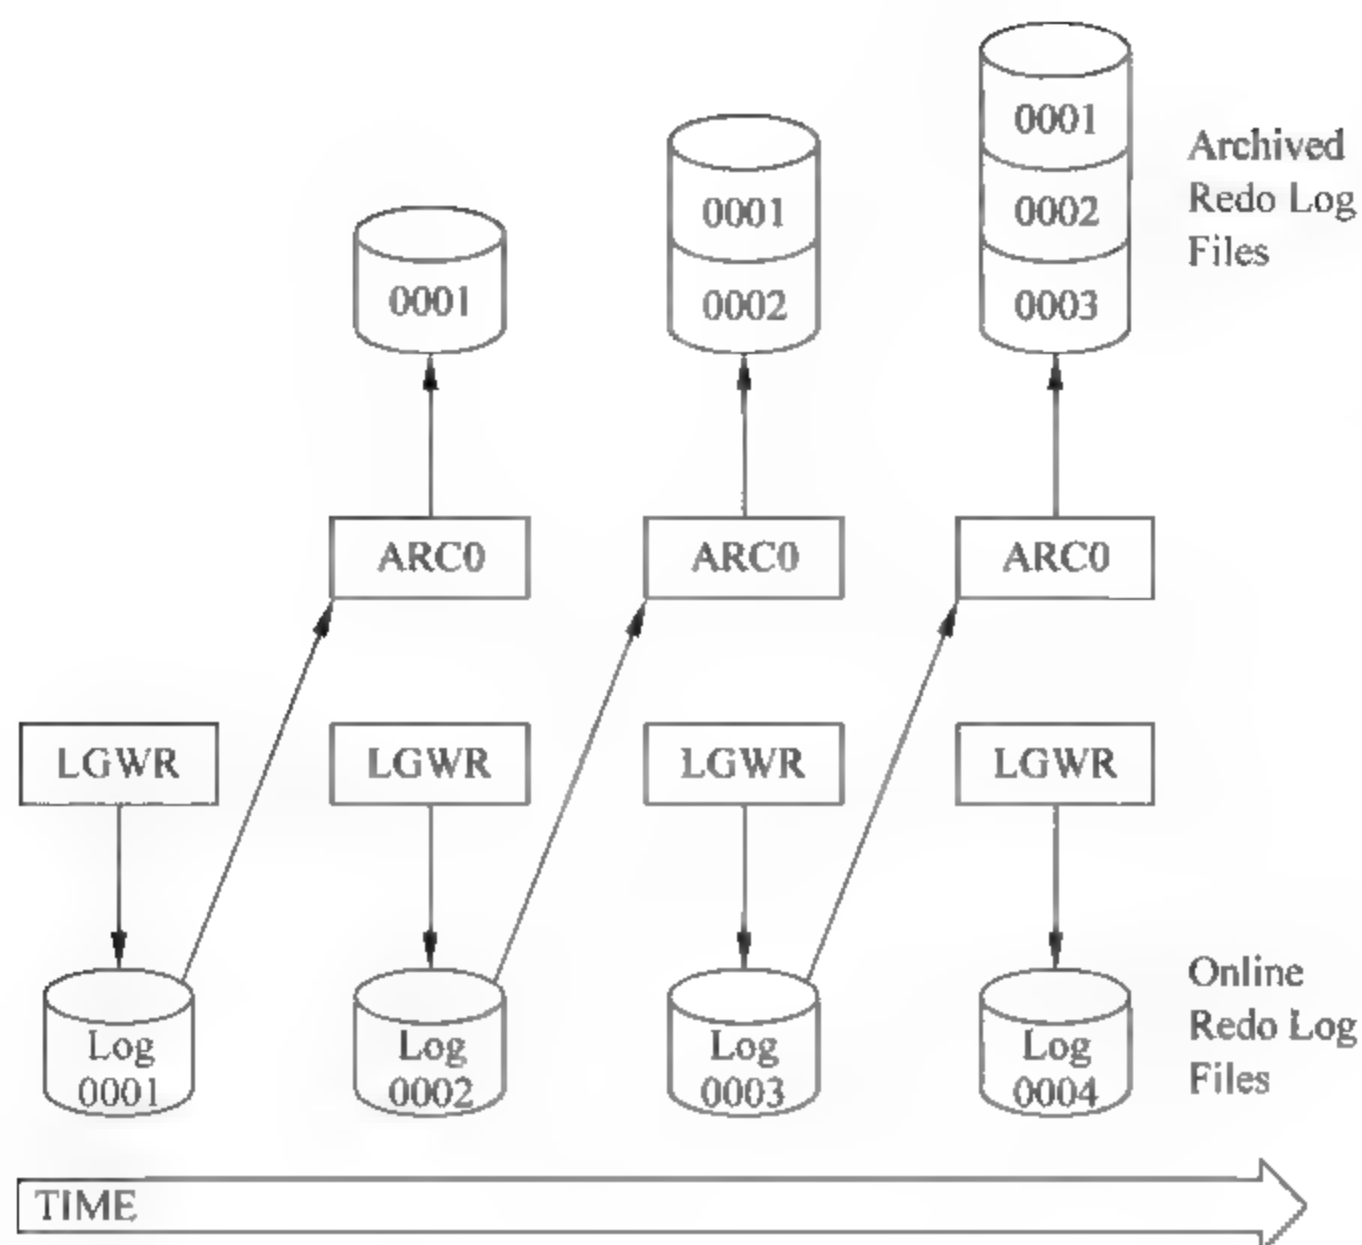 0001
0001
0002
0001
0002
0003
Archived
Redo Log
Files
ARC0
ARC0
ARC0
LGWR
LGWR
LGWR
LGWR
Log
0001
Log
0002
Log
0003
Log
0004
Online
Redo Log
Files
TIME